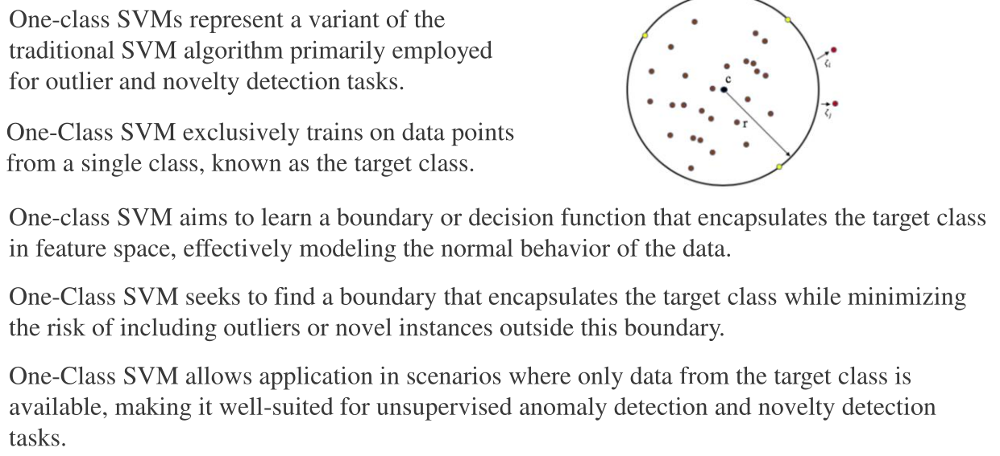 One-class SVMs represent a variant of the
traditional SVM algorithm primarily employed
for outlier and novelty detection tasks.
One-Class SVM exclusively trains on data points
from a single class, known as the target class.
c
r
ζi
ζj
One-class SVM aims to learn a boundary or decision function that encapsulates the target class
in feature space, effectively modeling the normal behavior of the data.
One-Class SVM seeks to find a boundary that encapsulates the target class while minimizing
the risk of including outliers or novel instances outside this boundary.
One-Class SVM allows application in scenarios where only data from the target class is
available, making it well-suited for unsupervised anomaly detection and novelty detection
tasks.